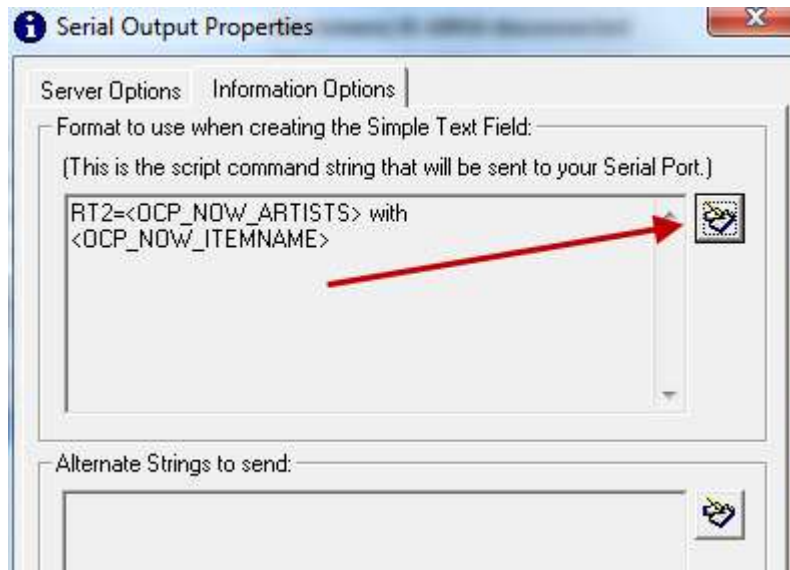 Serial Output Properties
Server Options
Information Options
Format to use when creating the Simple Text Field:
(This is the script command string that will be sent to your Serial Port.)
RT2=<OCP_NOW_ARTISTS> with
<OCP_NOW_ITEMNAME>
Alternate Strings to send: